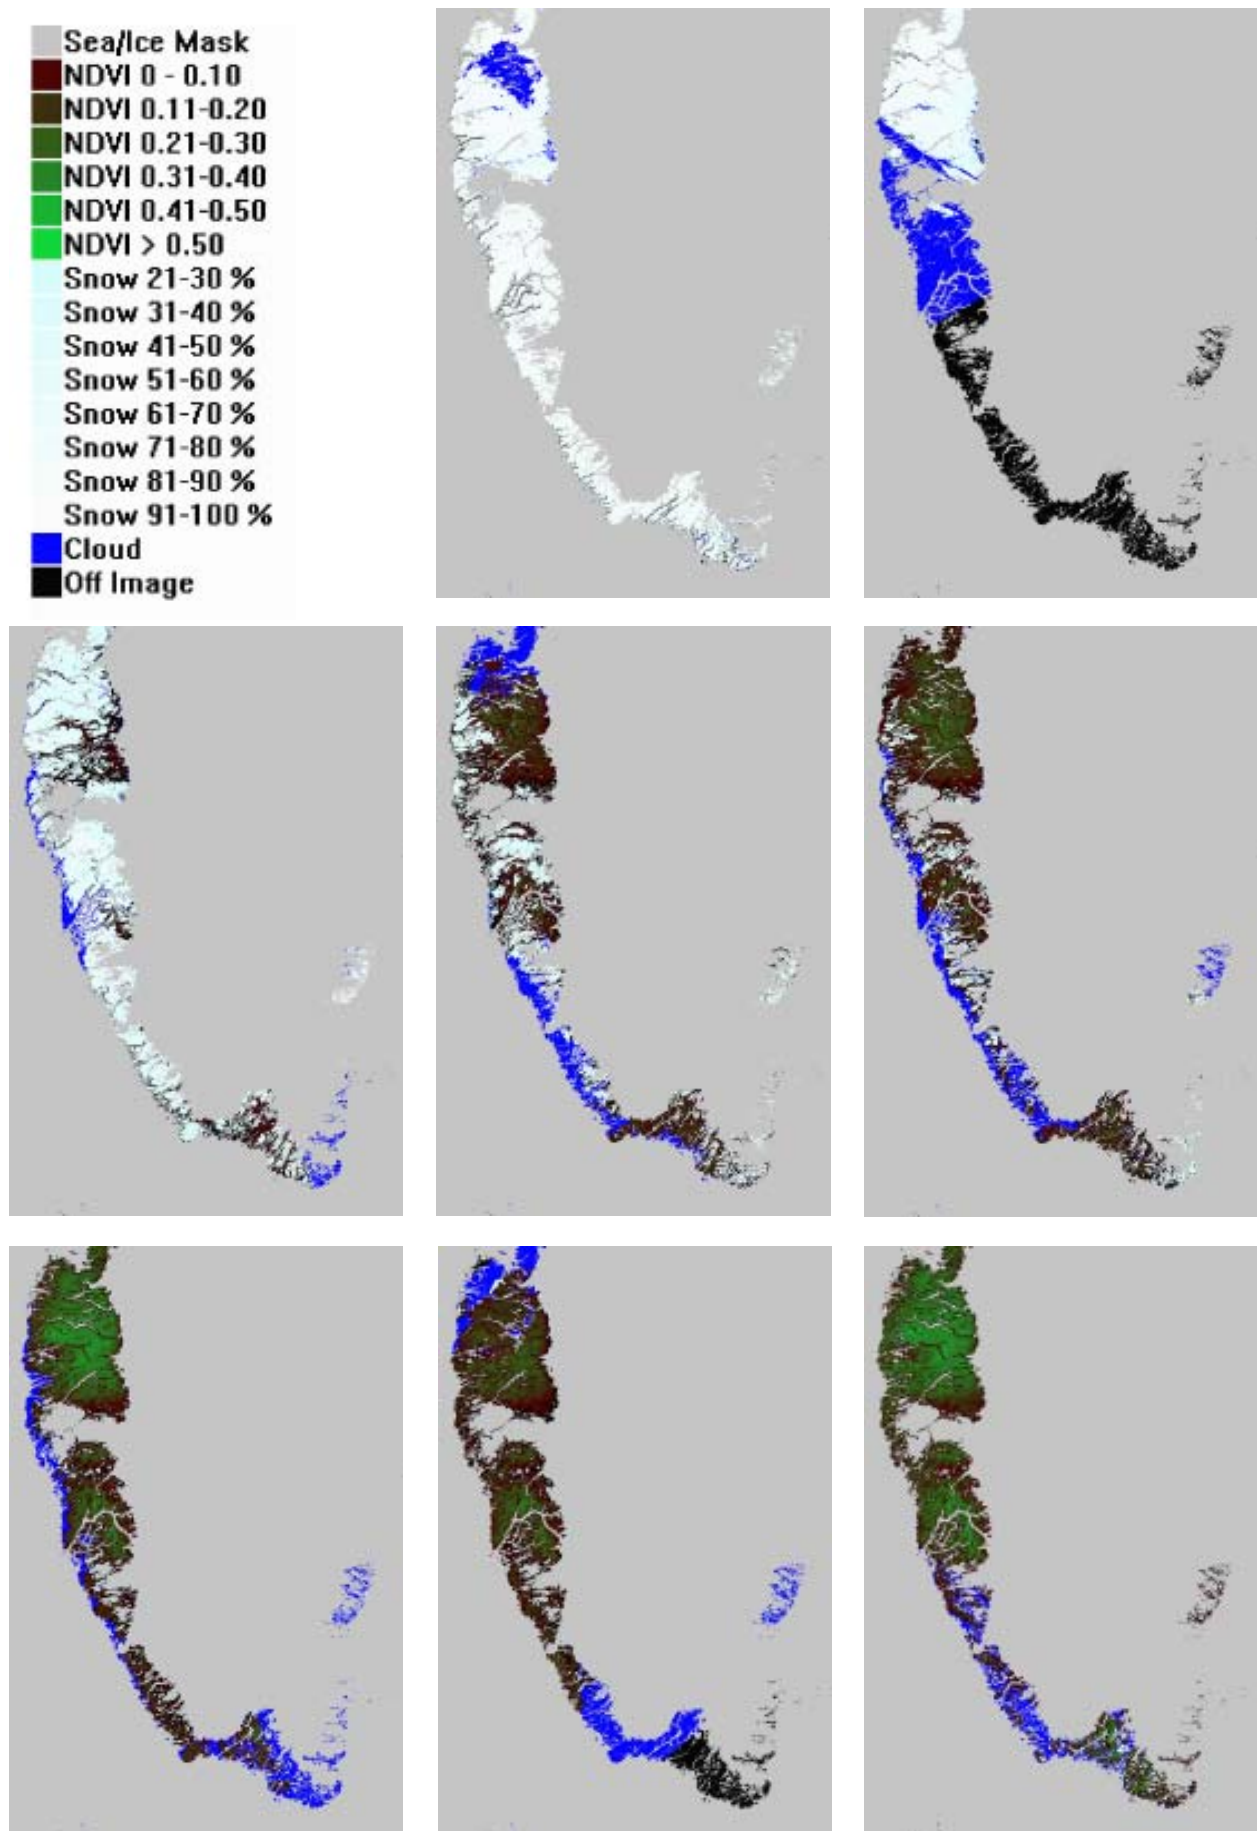 Sea/Ice Mask
NDVI 0 - 0.10
NDVI 0.11-0.20
NDVI 0.21-0.30
NDVI 0.31-0.40
NDVI 0.41-0.50
NDVI > 0.50
Snow 21-30 %
Snow 31-40 %
Snow 41-50 %
Snow 51-60 %
Snow 61-70 %
Snow 71-80 %
Snow 81-90 %
Snow 91-100 %
Cloud
Off Image